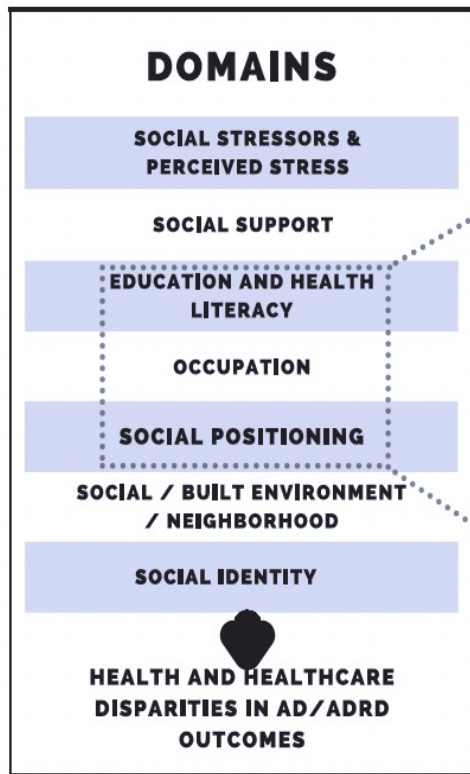 DOMAINS
SOCIAL STRESSORS &
PERCEIVED STRESS
SOCIAL SUPPORT
EDUCATION AND HEALTH
LITERACY
OCCUPATION
SOCIAL POSITIONING
SOCIAL / BUILT ENVIRONMENT
/ NEIGHBORHOOD
SOCIAL IDENTITY
HEALTH AND HEALTHCARE
DISPARITIES IN AD/ADRD
OUTCOMES